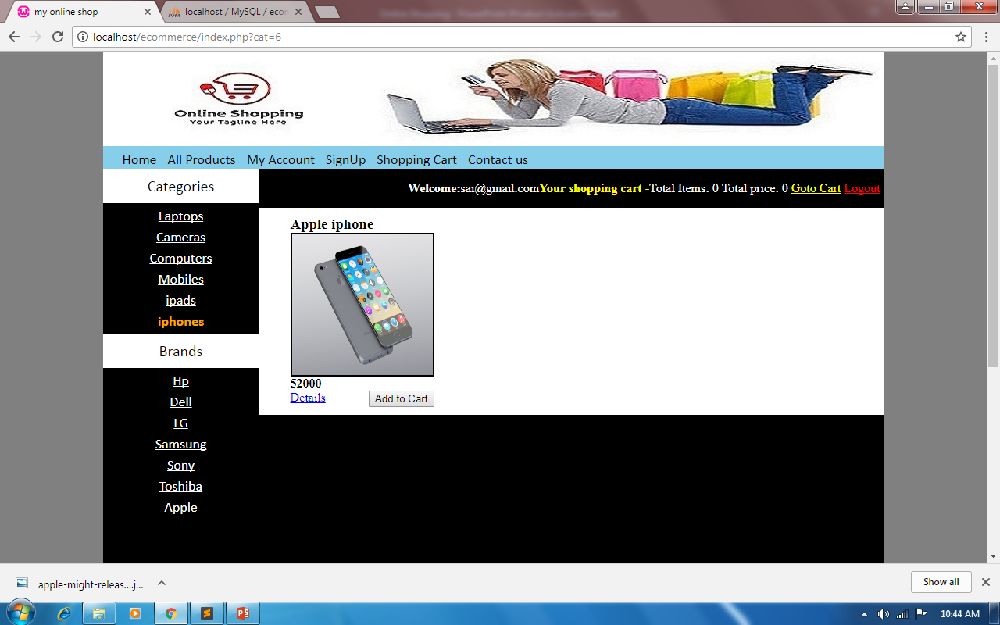 my online shop
localhost / MySQL / econ
localhost/ecommerce/index.php?cat=6
Online Shopping
Your Tagline Here
Home All Products My Account SignUp Shopping Cart Contact us
Categories
Welcome:sai@gmail.comYour shopping cart -Total Items: 0 Total price: 0 Goto Cart Logout
Laptops
Cameras
Computers
Mobiles
ipads
iphones
Apple iphone
52000
Details Add to Cart
Brands
Hp
Dell
LG
Samsung
Sony
Toshiba
Apple
apple-might-releas....j...
Show all
10:44 AM